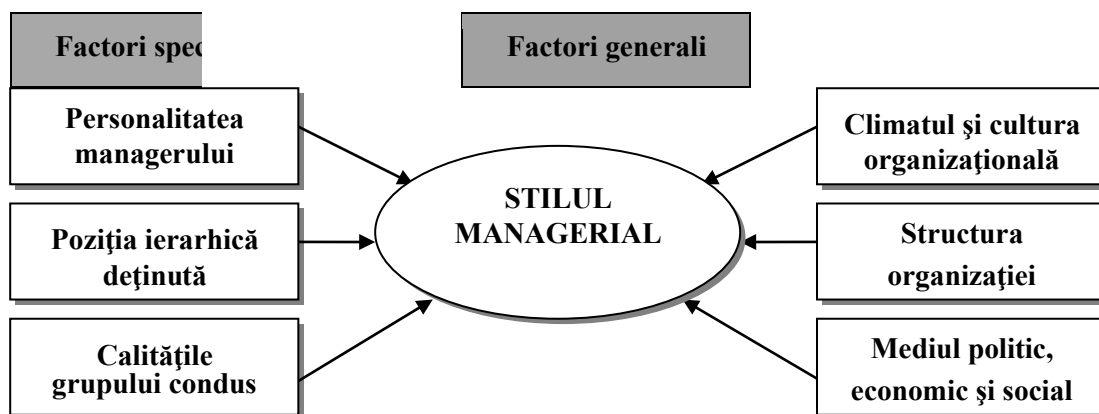 Factori spec
Factori generali
Personalitatea
managerului
Climatul şi cultura
organizaţională
STILUL
MANAGERIAL
Poziţia ierarhică
deţinută
Structura
organizaţiei
Calităţile
grupului condus
Mediul politic,
economic şi social